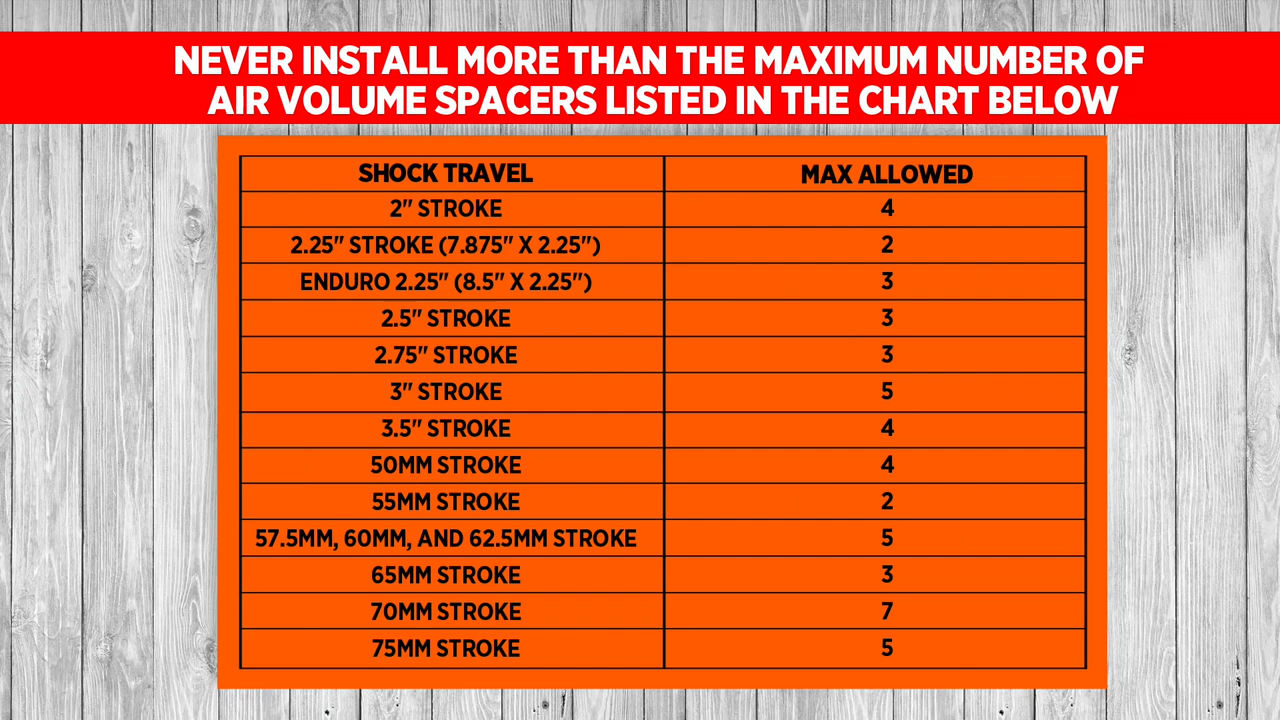 NEVER INSTALL MORE THAN THE MAXIMUM NUMBER OF
AIR VOLUME SPACERS LISTED IN THE CHART BELOW
SHOCK TRAVEL MAX ALLOWED
2" STROKE 4
2.25" STROKE (7.875" X 2.25") 2
ENDURO 2.25" (8.5" X 2.25") 3
2.5" STROKE 3
2.75" STROKE 3
3" STROKE 5
3.5" STROKE 4
50MM STROKE 4
55MM STROKE 2
57.5MM, 60MM, AND 62.5MM STROKE 5
65MM STROKE 3
70MM STROKE 7
75MM STROKE 5